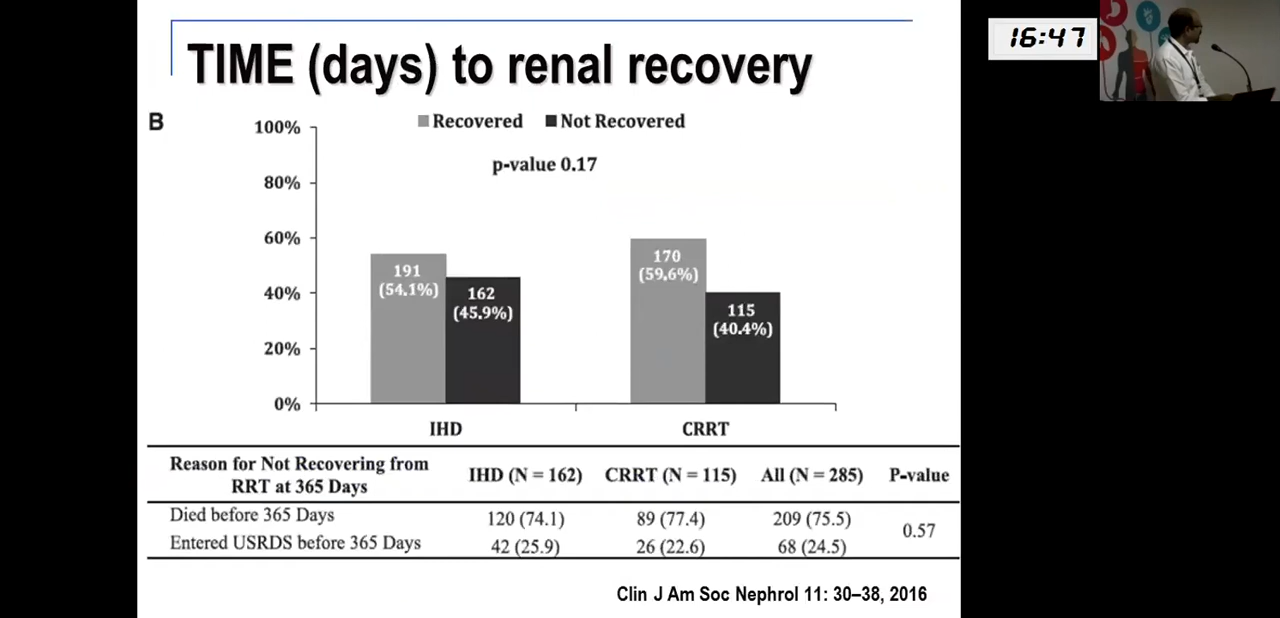 TIME (days) to renal recovery
16:47
B
Recovered Not Recovered
p-value 0.17
100%
80%
60%
40%
20%
0%
191
(54.1%)
162
(45.9%)
170
(59.6%)
115
(40.4%)
IHD CRRT
Reason for Not Recovering from
RRT at 365 Days
IHD (N = 162) CRRT (N = 115) All (N = 285) P-value
Died before 365 Days 120 (74.1) 89 (77.4) 209 (75.5)
0.57
Entered USRDS before 365 Days 42 (25.9) 26 (22.6) 68 (24.5)
Clin J Am Soc Nephrol 11: 30–38, 2016